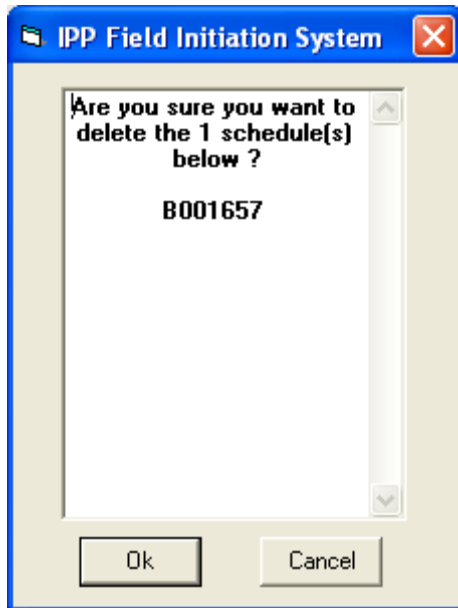 IPP Field Initiation System
Are you sure you want to
delete the 1 schedule(s)
below ?
B001657
Ok
Cancel